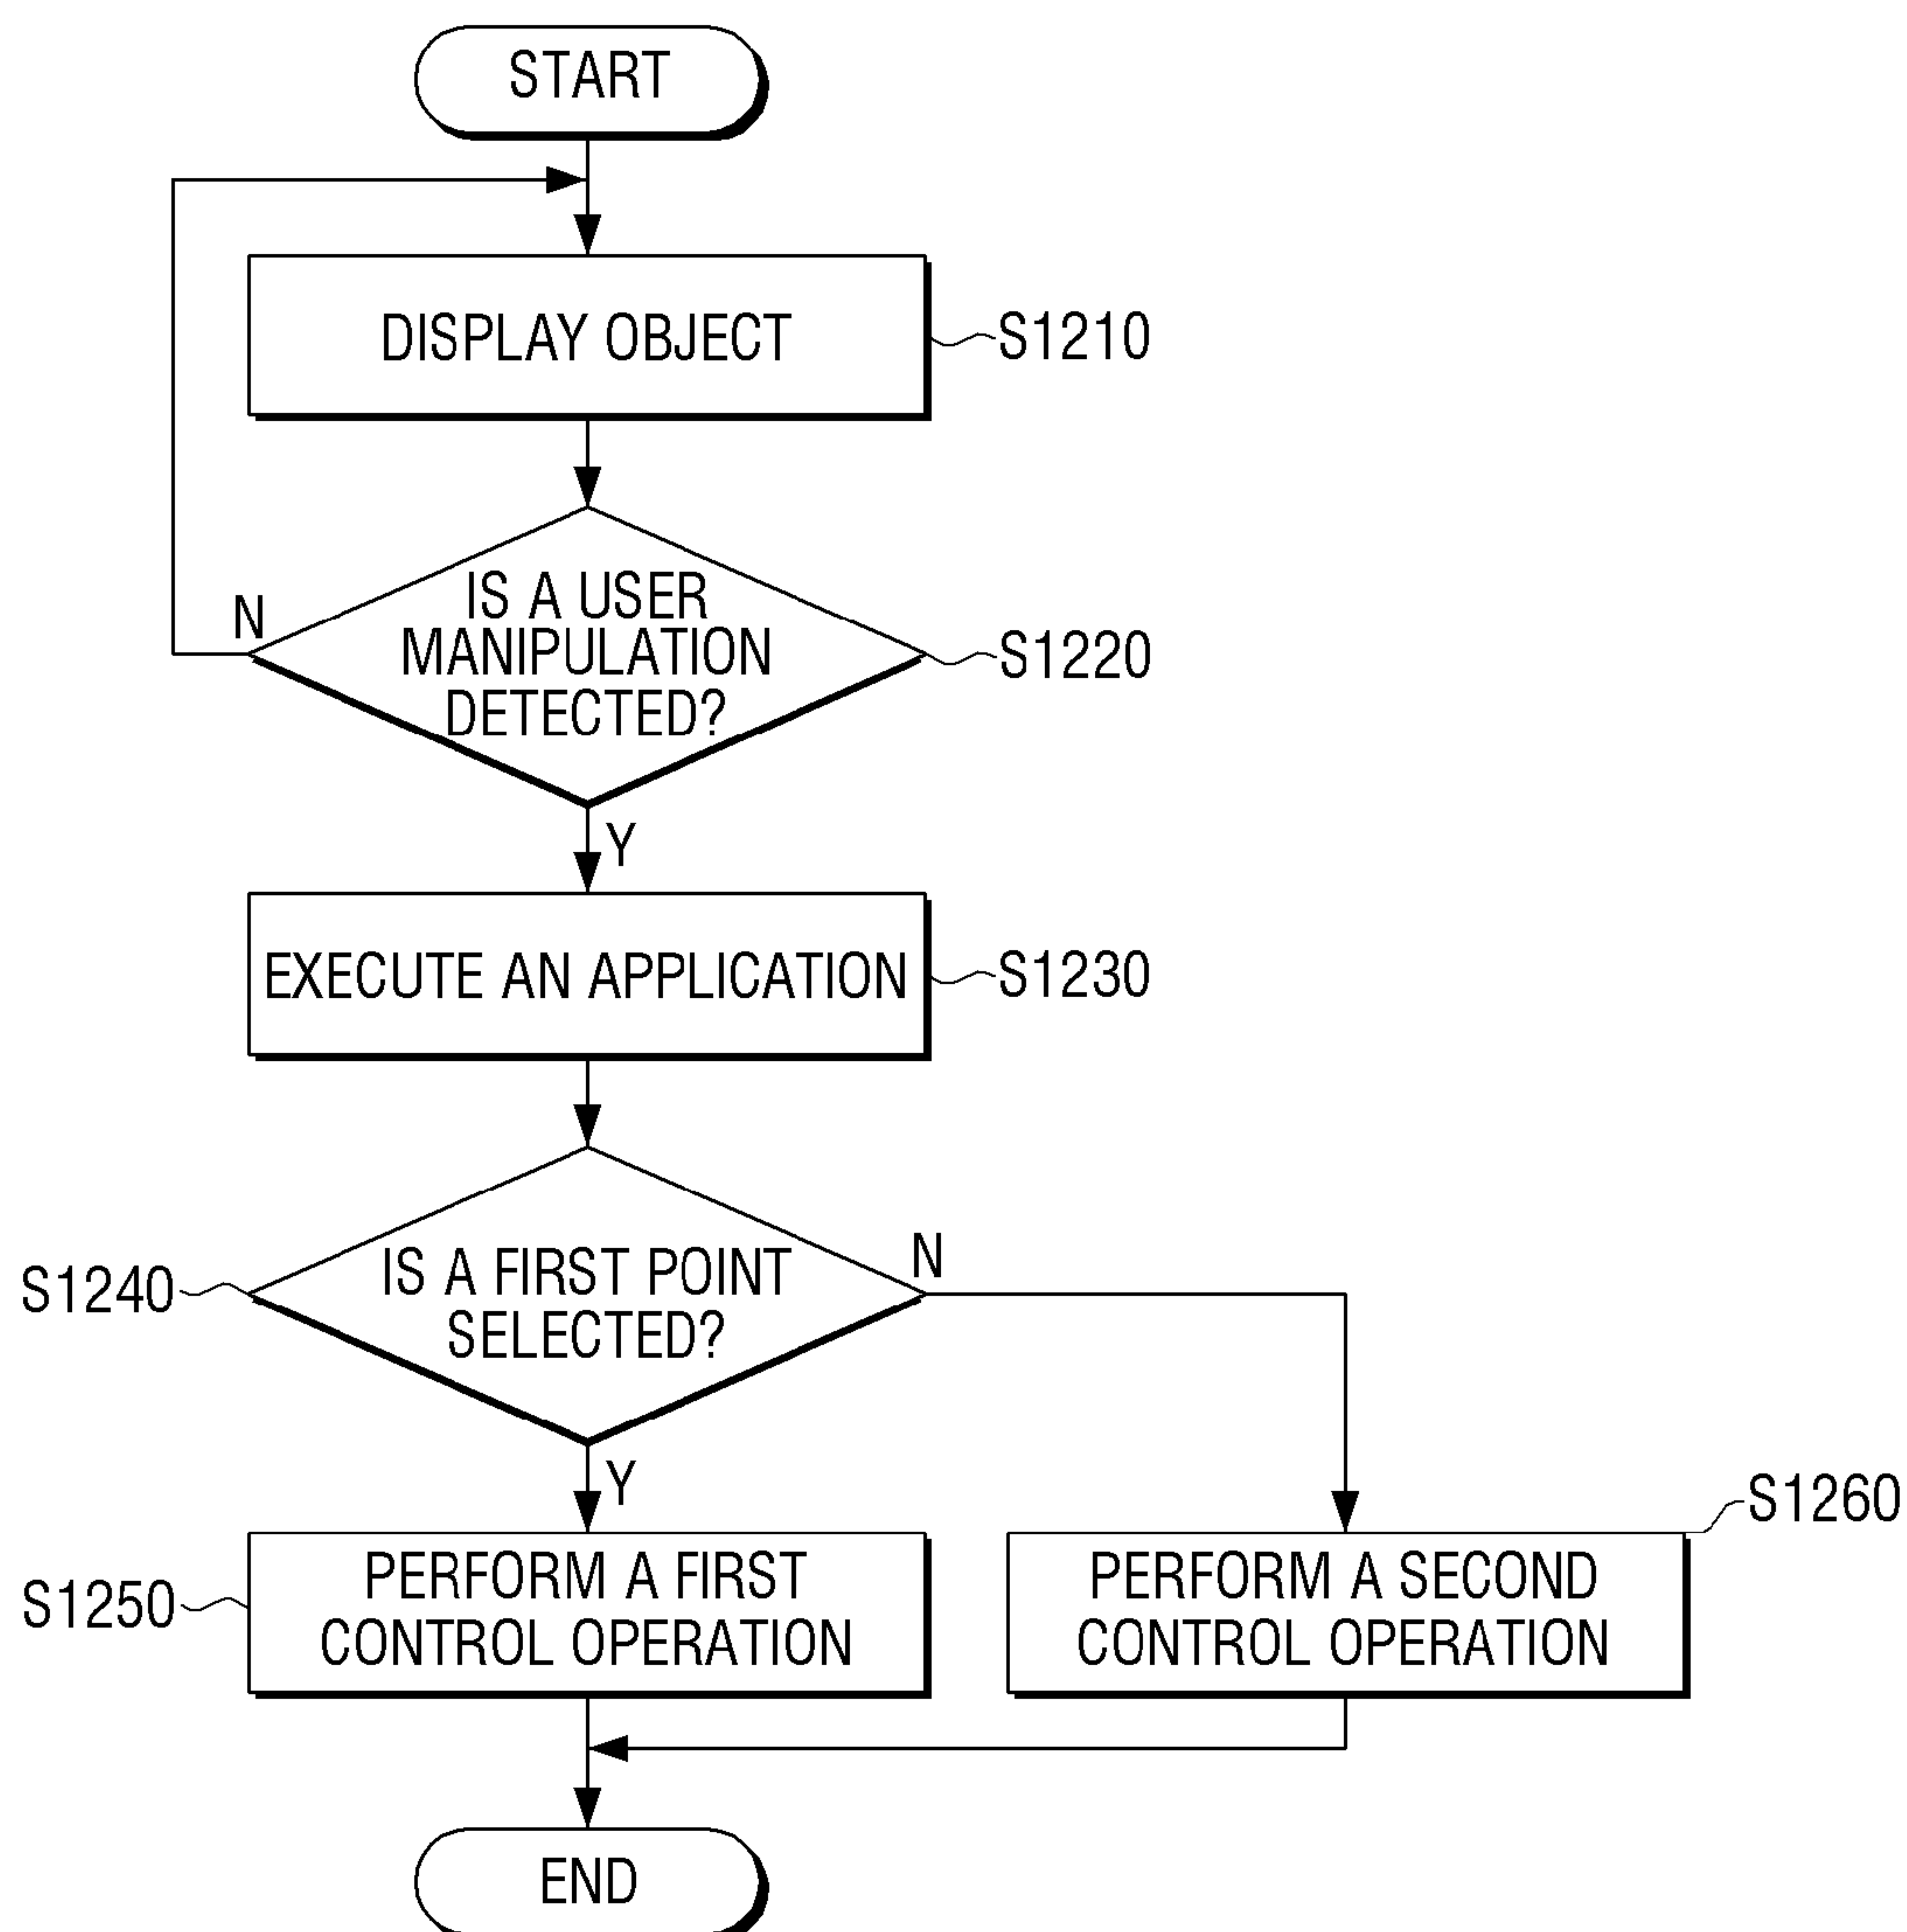 START
DISPLAY OBJECT
S1210
IS A USER
MANIPULATION
DETECTED?
S1220
N
Y
EXECUTE AN APPLICATION
S1230
IS A FIRST POINT
SELECTED?
S1240
N
Y
PERFORM A FIRST
CONTROL OPERATION
S1250
PERFORM A SECOND
CONTROL OPERATION
S1260
END